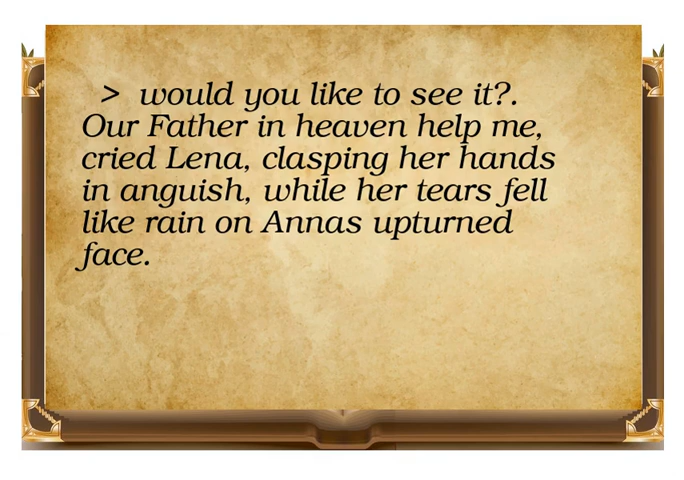 > would you like to see it?.
Our Father in heaven help me,
cried Lena, clasping her hands
in anguish, while her tears fell
like rain on Annas upturned
face.